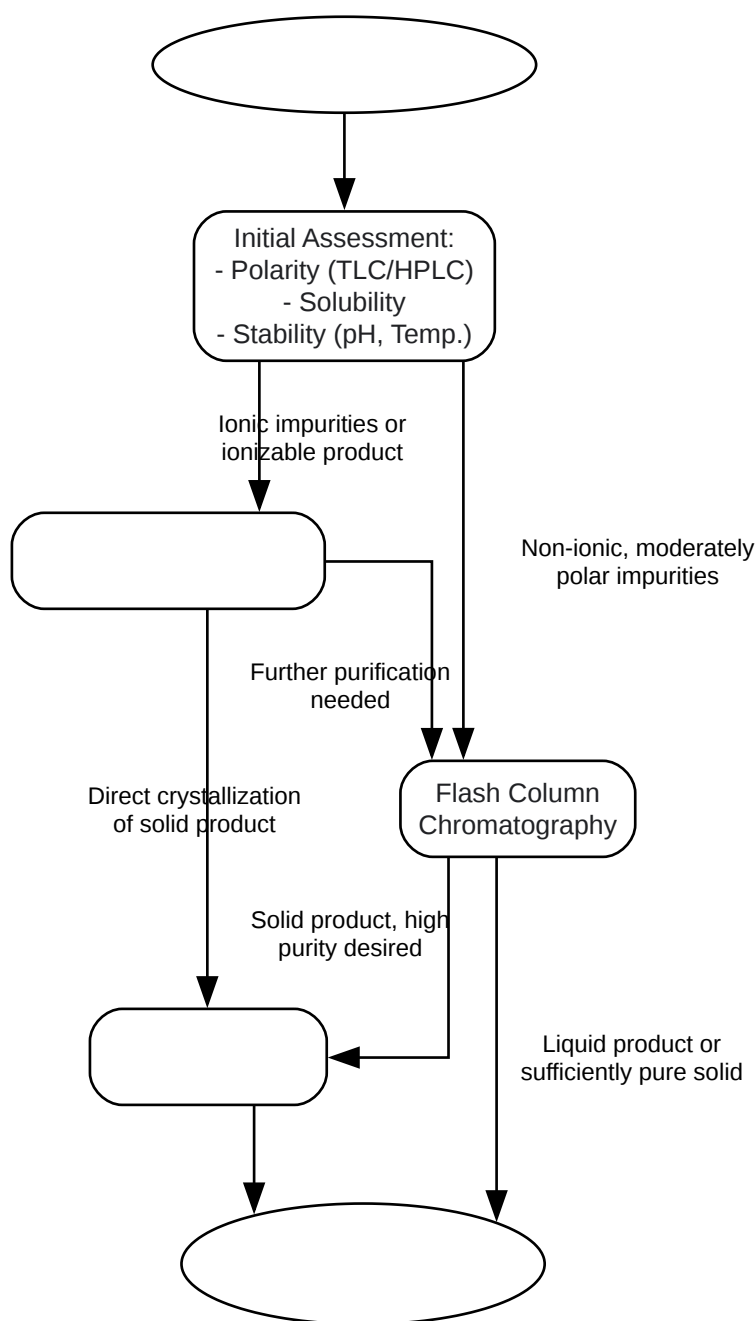 Initial Assessment:
- Polarity (TLC/HPLC)
- Solubility
- Stability (pH, Temp.)
Ionic impurities or
ionizable product
Non-ionic, moderately
polar impurities
Further purification
needed
Direct crystallization
of solid product
Flash Column
Chromatography
Solid product, high
purity desired
Liquid product or
sufficiently pure solid